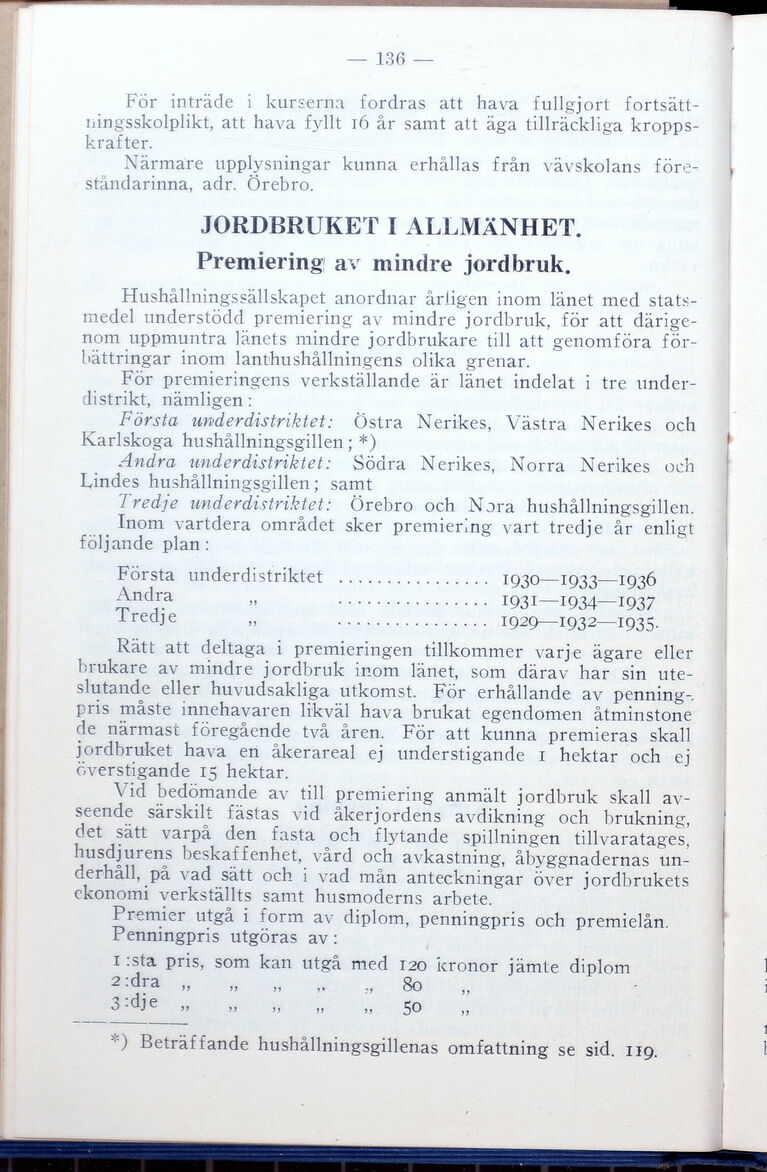 — 136 —
För inträde i kurserna fordras att hava fullgjort fortsätt-
ningsskolplikt, att hava fyllt 16 år samt att äga tillräckliga kropps-
krafter.
Närmare upplysningar kunna erhållas från vävskolans före-
ståndarinna, adr. Örebro.
JORDBRUKET I ALLMÄNHET.
Premiering av mindre jordbruk.
Hushållningssällskapet anordnar årligen inom länet med stats-
medel understödd premiering av mindre jordbruk, för att därige-
nom uppmuntra länets mindre jordbrukare till att genomföra för-
bättringar inom lanthushållningens olika grenar.
För premieringens verkställande är länet indelat i tre under-
distrikt, nämligen:
Första underdistriktet: Östra Nerikes, Västra Nerikes och
Karlskoga hushållningsgillen; *)
Andra underdistriktet: Södra Nerikes, Norra Nerikes och
Lindes hushållningsgillen; samt
Tredje underdistriktet: Örebro och Nora hushållningsgillen.
Inom vartdera området sker premiering vart tredje år enligt
följande plan:
Första underdistriktet ................ 1930—1933—1936
Andra „ ................ 1931—1934—1937
Tredje „ ................ 1929—1932—1935.
Rätt att deltaga i premieringen tillkommer varje ägare eller
brukare av mindre jordbruk inom länet, som därav har sin ute-
slutande eller huvudsakliga utkomst. För erhållande av penning-
pris måste innehavaren likväl hava brukat egendomen åtminstone
de närmast föregående två åren. För att kunna premieras skall
jordbruket hava en åkerareal ej understigande 1 hektar och ej
överstigande 15 hektar.
Vid bedömande av till premiering anmält jordbruk skall av-
seende särskilt fästas vid åkerjordens avdikning och brukning,
det sätt varpå den fasta och flytande spillningen tillvaratages,
husdjurens beskaffenhet, vård och avkastning, åbyggnadernas un-
derhåll, på vad sätt och i vad mån anteckningar över jordbrukets
ekonomi verkställts samt husmoderns arbete.
Premier utgå i form av diplom, penningpris och premielån.
Penningpris utgöras av:
1:sta pris, som kan utgå med 120 kronor jämte diplom
2:dra „ „ „ „ „ 80 „
3:dje „ „ „ „ „ 50 „
*) Beträffande hushållningsgillenas omfattning se sid. 119.